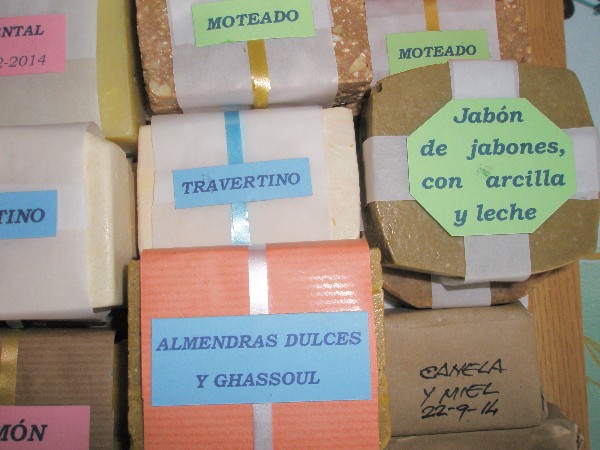 ENTAL
2-2014
MOTEADO
MOTEADO
Jabón
de jabones,
con arcilla
y leche
TINO
TRAVERTINO
ALMENDRAS DULCES
Y GHASSOUL
CANELA
Y MIEL
22-9-14
MÓN